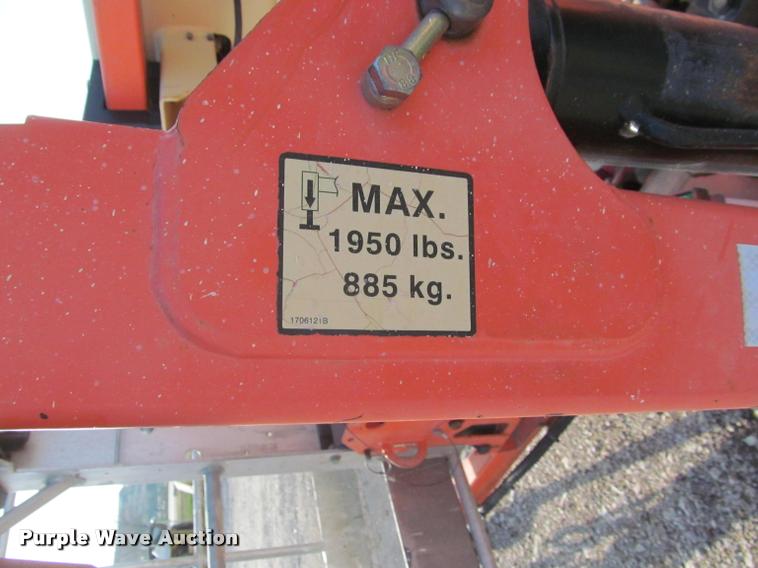 MAX.
1950 lbs.
885 kg.
1706121B
Purple Wave Auction